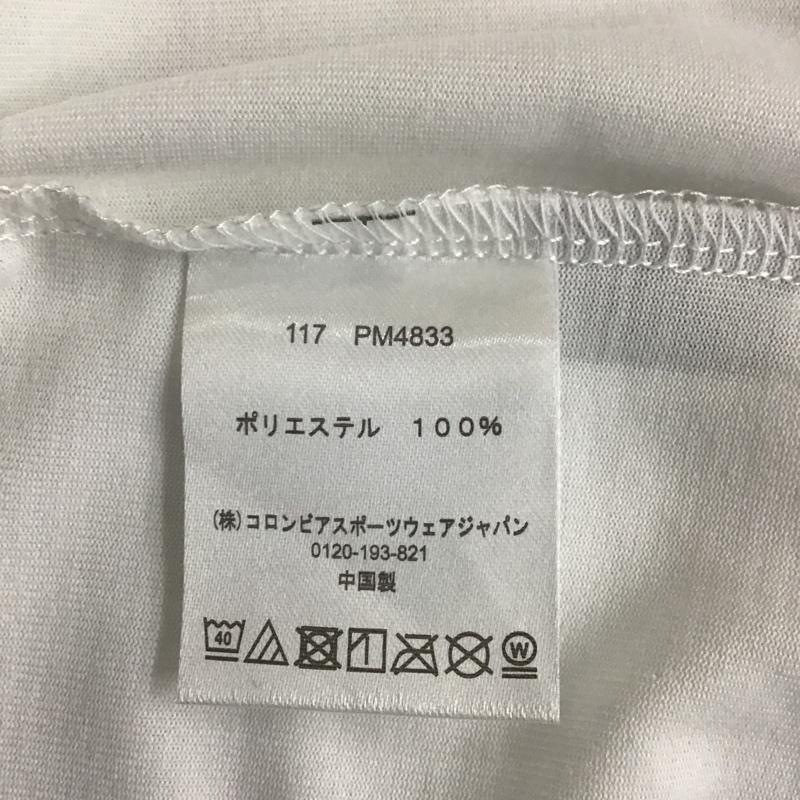 117 PM4833
ポリエステル 100%
(株)コロンビアスポーツウェアジャパン
0120-193-821
中国製
40 W